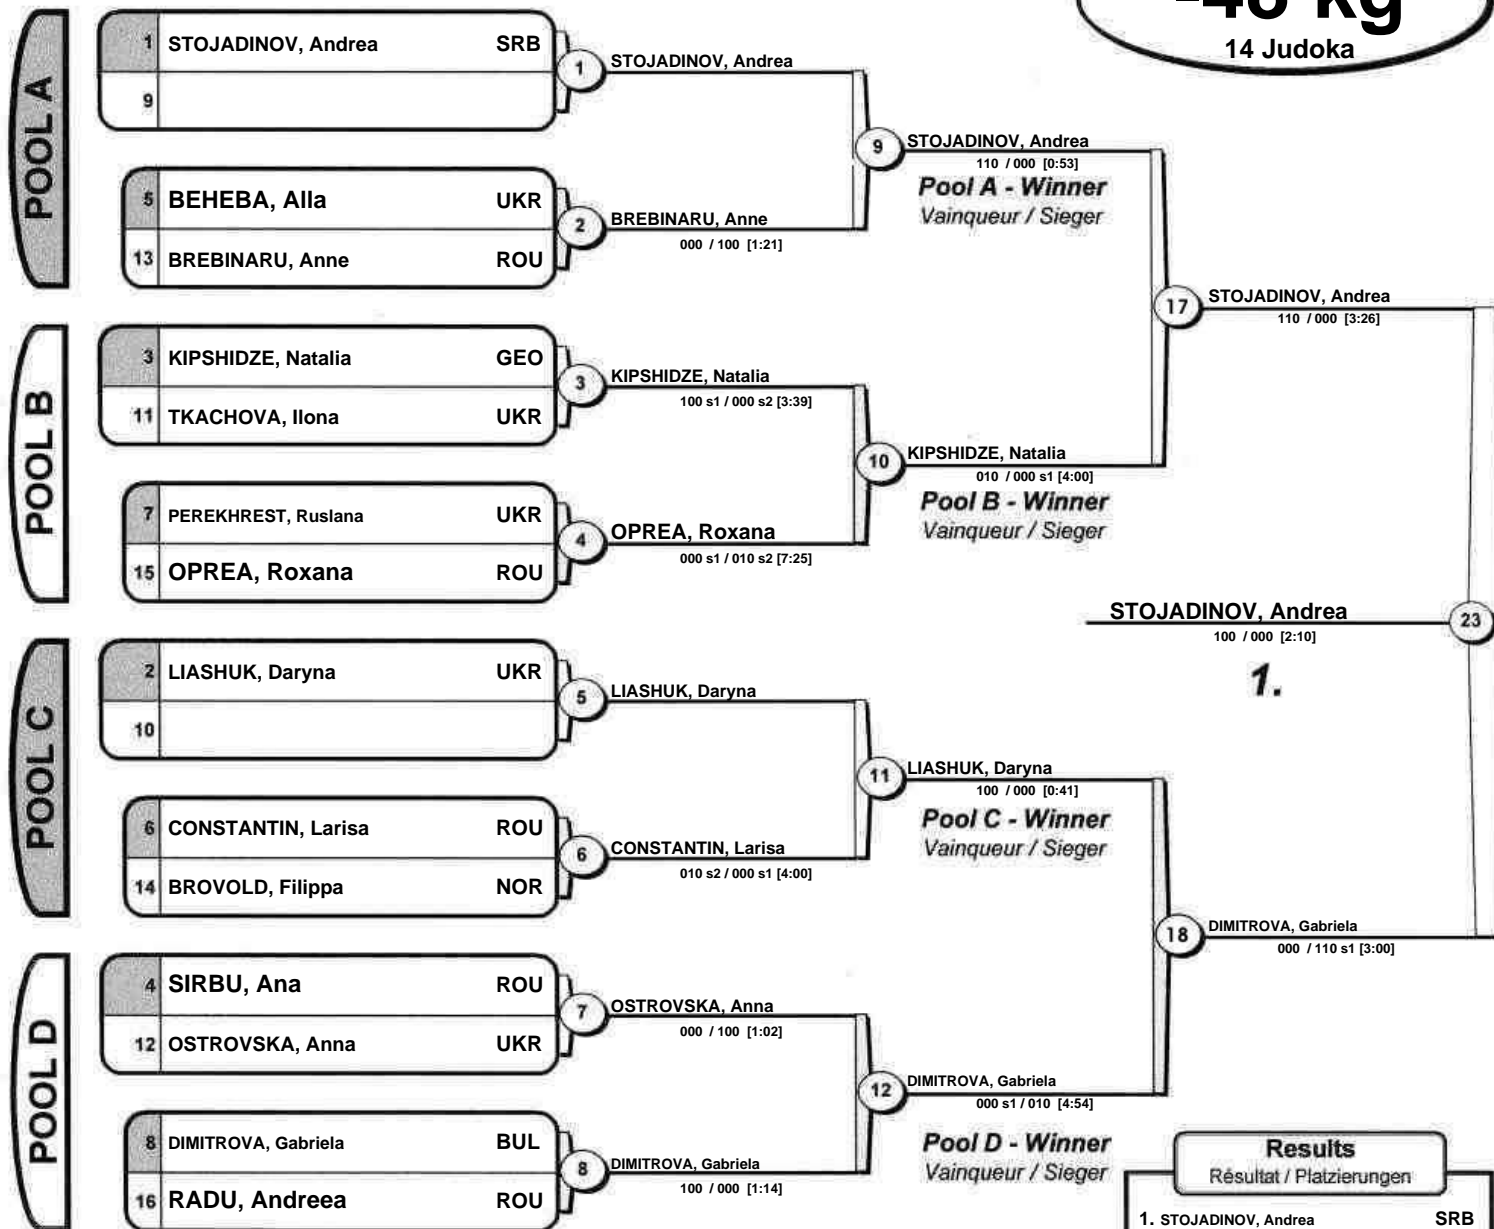 -48 kg
14 Judoka
POOL A
1 STOJADINOV, Andrea SRB
9
5 BEHEBA, Alla UKR
13 BREBINARU, Anne ROU
1 STOJADINOV, Andrea
2 BREBINARU, Anne
000 / 100 [1:21]
9 STOJADINOV, Andrea
110 / 000 [0:53]
Pool A - Winner
Vainqueur / Sieger
POOL B
3 KIPSHIDZE, Natalia GEO
11 TKACHOVA, Ilona UKR
7 PEREKHREST, Ruslana UKR
15 OPREA, Roxana ROU
3 KIPSHIDZE, Natalia
100 s1 / 000 s2 [3:39]
4 OPREA, Roxana
000 s1 / 010 s2 [7:25]
10 KIPSHIDZE, Natalia
010 / 000 s1 [4:00]
Pool B - Winner
Vainqueur / Sieger
17 STOJADINOV, Andrea
110 / 000 [3:26]
STOJADINOV, Andrea 23
100 / 000 [2:10]
1.
POOL C
2 LIASHUK, Daryna UKR
10
6 CONSTANTIN, Larisa ROU
14 BROVOLD, Filippa NOR
5 LIASHUK, Daryna
6 CONSTANTIN, Larisa
010 s2 / 000 s1 [4:00]
11 LIASHUK, Daryna
100 / 000 [0:41]
Pool C - Winner
Vainqueur / Sieger
POOL D
4 SIRBU, Ana ROU
12 OSTROVSKA, Anna UKR
8 DIMITROVA, Gabriela BUL
16 RADU, Andreea ROU
7 OSTROVSKA, Anna
000 / 100 [1:02]
8 DIMITROVA, Gabriela
100 / 000 [1:14]
12 DIMITROVA, Gabriela
000 s1 / 010 [4:54]
Pool D - Winner
Vainqueur / Sieger
18 DIMITROVA, Gabriela
000 / 110 s1 [3:00]
Results
Résultat / Platzierungen
1. STOJADINOV, Andrea SRB